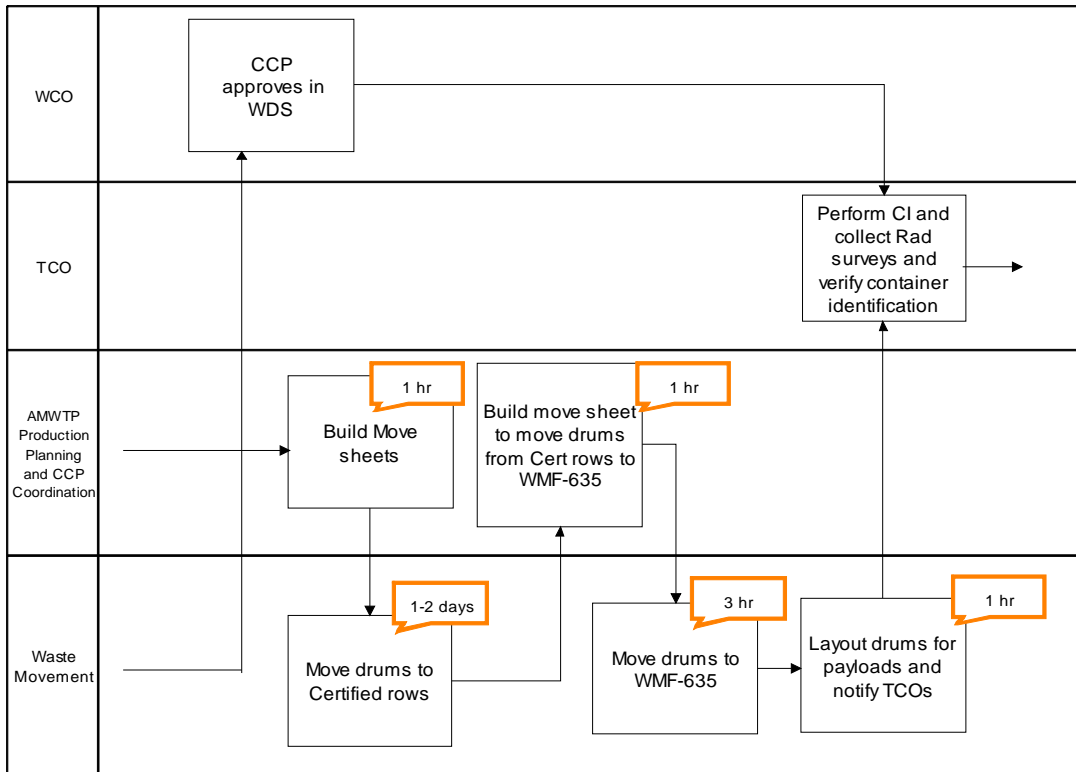 WCO
CCP
approves in
WDS
TCO
Perform CI and
collect Rad
surveys and
verify container
identification
AMWTP
Production
Planning
and CCP
Coordination
1 hr
Build Move
sheets
1 hr
Build move sheet
to move drums
from Cert rows to
WMF-635
Waste
Movement
1-2 days
Move drums to
Certified rows
3 hr
Move drums to
WMF-635
1 hr
Layout drums for
payloads and
notify TCOs